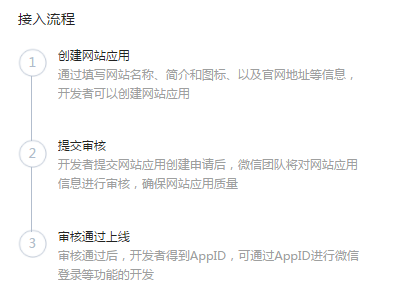 接入流程
1
创建网站应用
通过填写网站名称、简介和图标、以及官网地址等信息，
开发者可以创建网站应用
2
提交审核
开发者提交网站应用创建申请后，微信团队将对网站应用
信息进行审核，确保网站应用质量
3
审核通过上线
审核通过后，开发者得到AppID，可通过AppID进行微信
登录等功能的开发